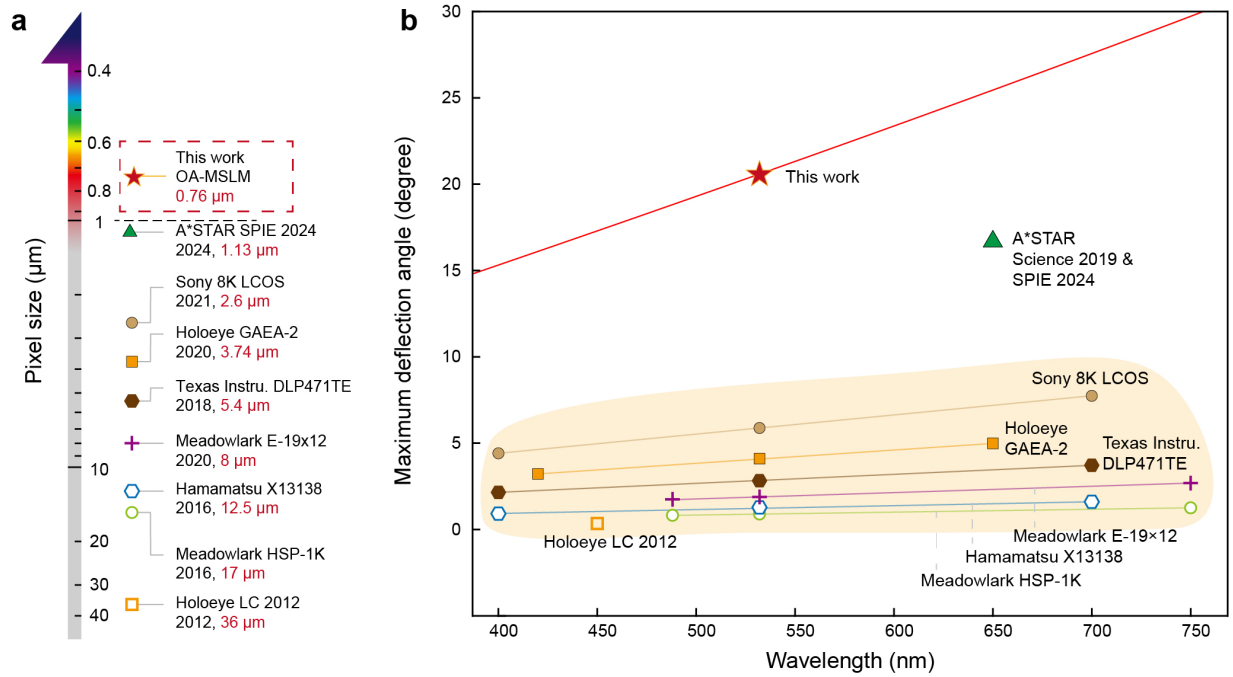 a
Pixel size (μm)
0.4
0.6
0.8
1
10
20
30
40
This work
OA-MSLM
0.76 μm
A*STAR SPIE 2024
2024, 1.13 μm
Sony 8K LCOS
2021, 2.6 μm
Holoeye GAEA-2
2020, 3.74 μm
Texas Instru. DLP471TE
2018, 5.4 μm
Meadowlark E-19x12
2020, 8 μm
Hamamatsu X13138
2016, 12.5 μm
Meadowlark HSP-1K
2016, 17 μm
Holoeye LC 2012
2012, 36 μm
b
Maximum deflection angle (degree)
30
25
20
15
10
5
0
This work
A*STAR
Science 2019 &
SPIE 2024
Sony 8K LCOS
Holoeye
GAEA-2
Texas Instru.
DLP471TE
Holoeye LC 2012
Meadowlark E-19×12
Hamamatsu X13138
Meadowlark HSP-1K
400 450 500 550 600 650 700 750
Wavelength (nm)